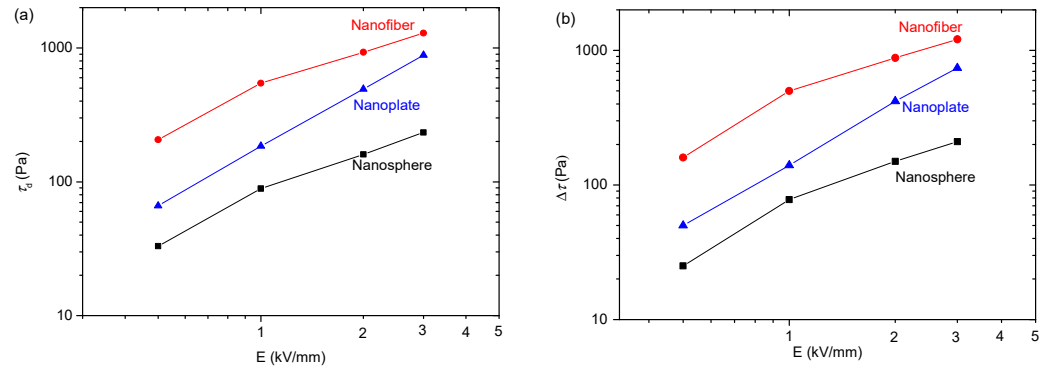 (a)
Nanofiber
Nanoplate
Nanosphere
1000
100
10
τd (Pa)
1
2
3
4
5
E (kV/mm)
(b)
Nanofiber
Nanoplate
Nanosphere
1000
100
10
Δτ (Pa)
1
2
3
4
5
E (kV/mm)